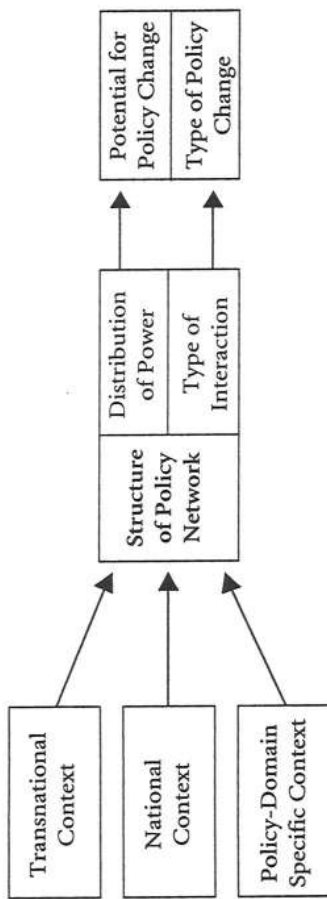 Transnational
Context
National
Context
Policy-Domain
Specific Context
Structure
of Policy
Network
Distribution
of Power
Type of
Interaction
Potential for
Policy Change
Type of Policy
Change